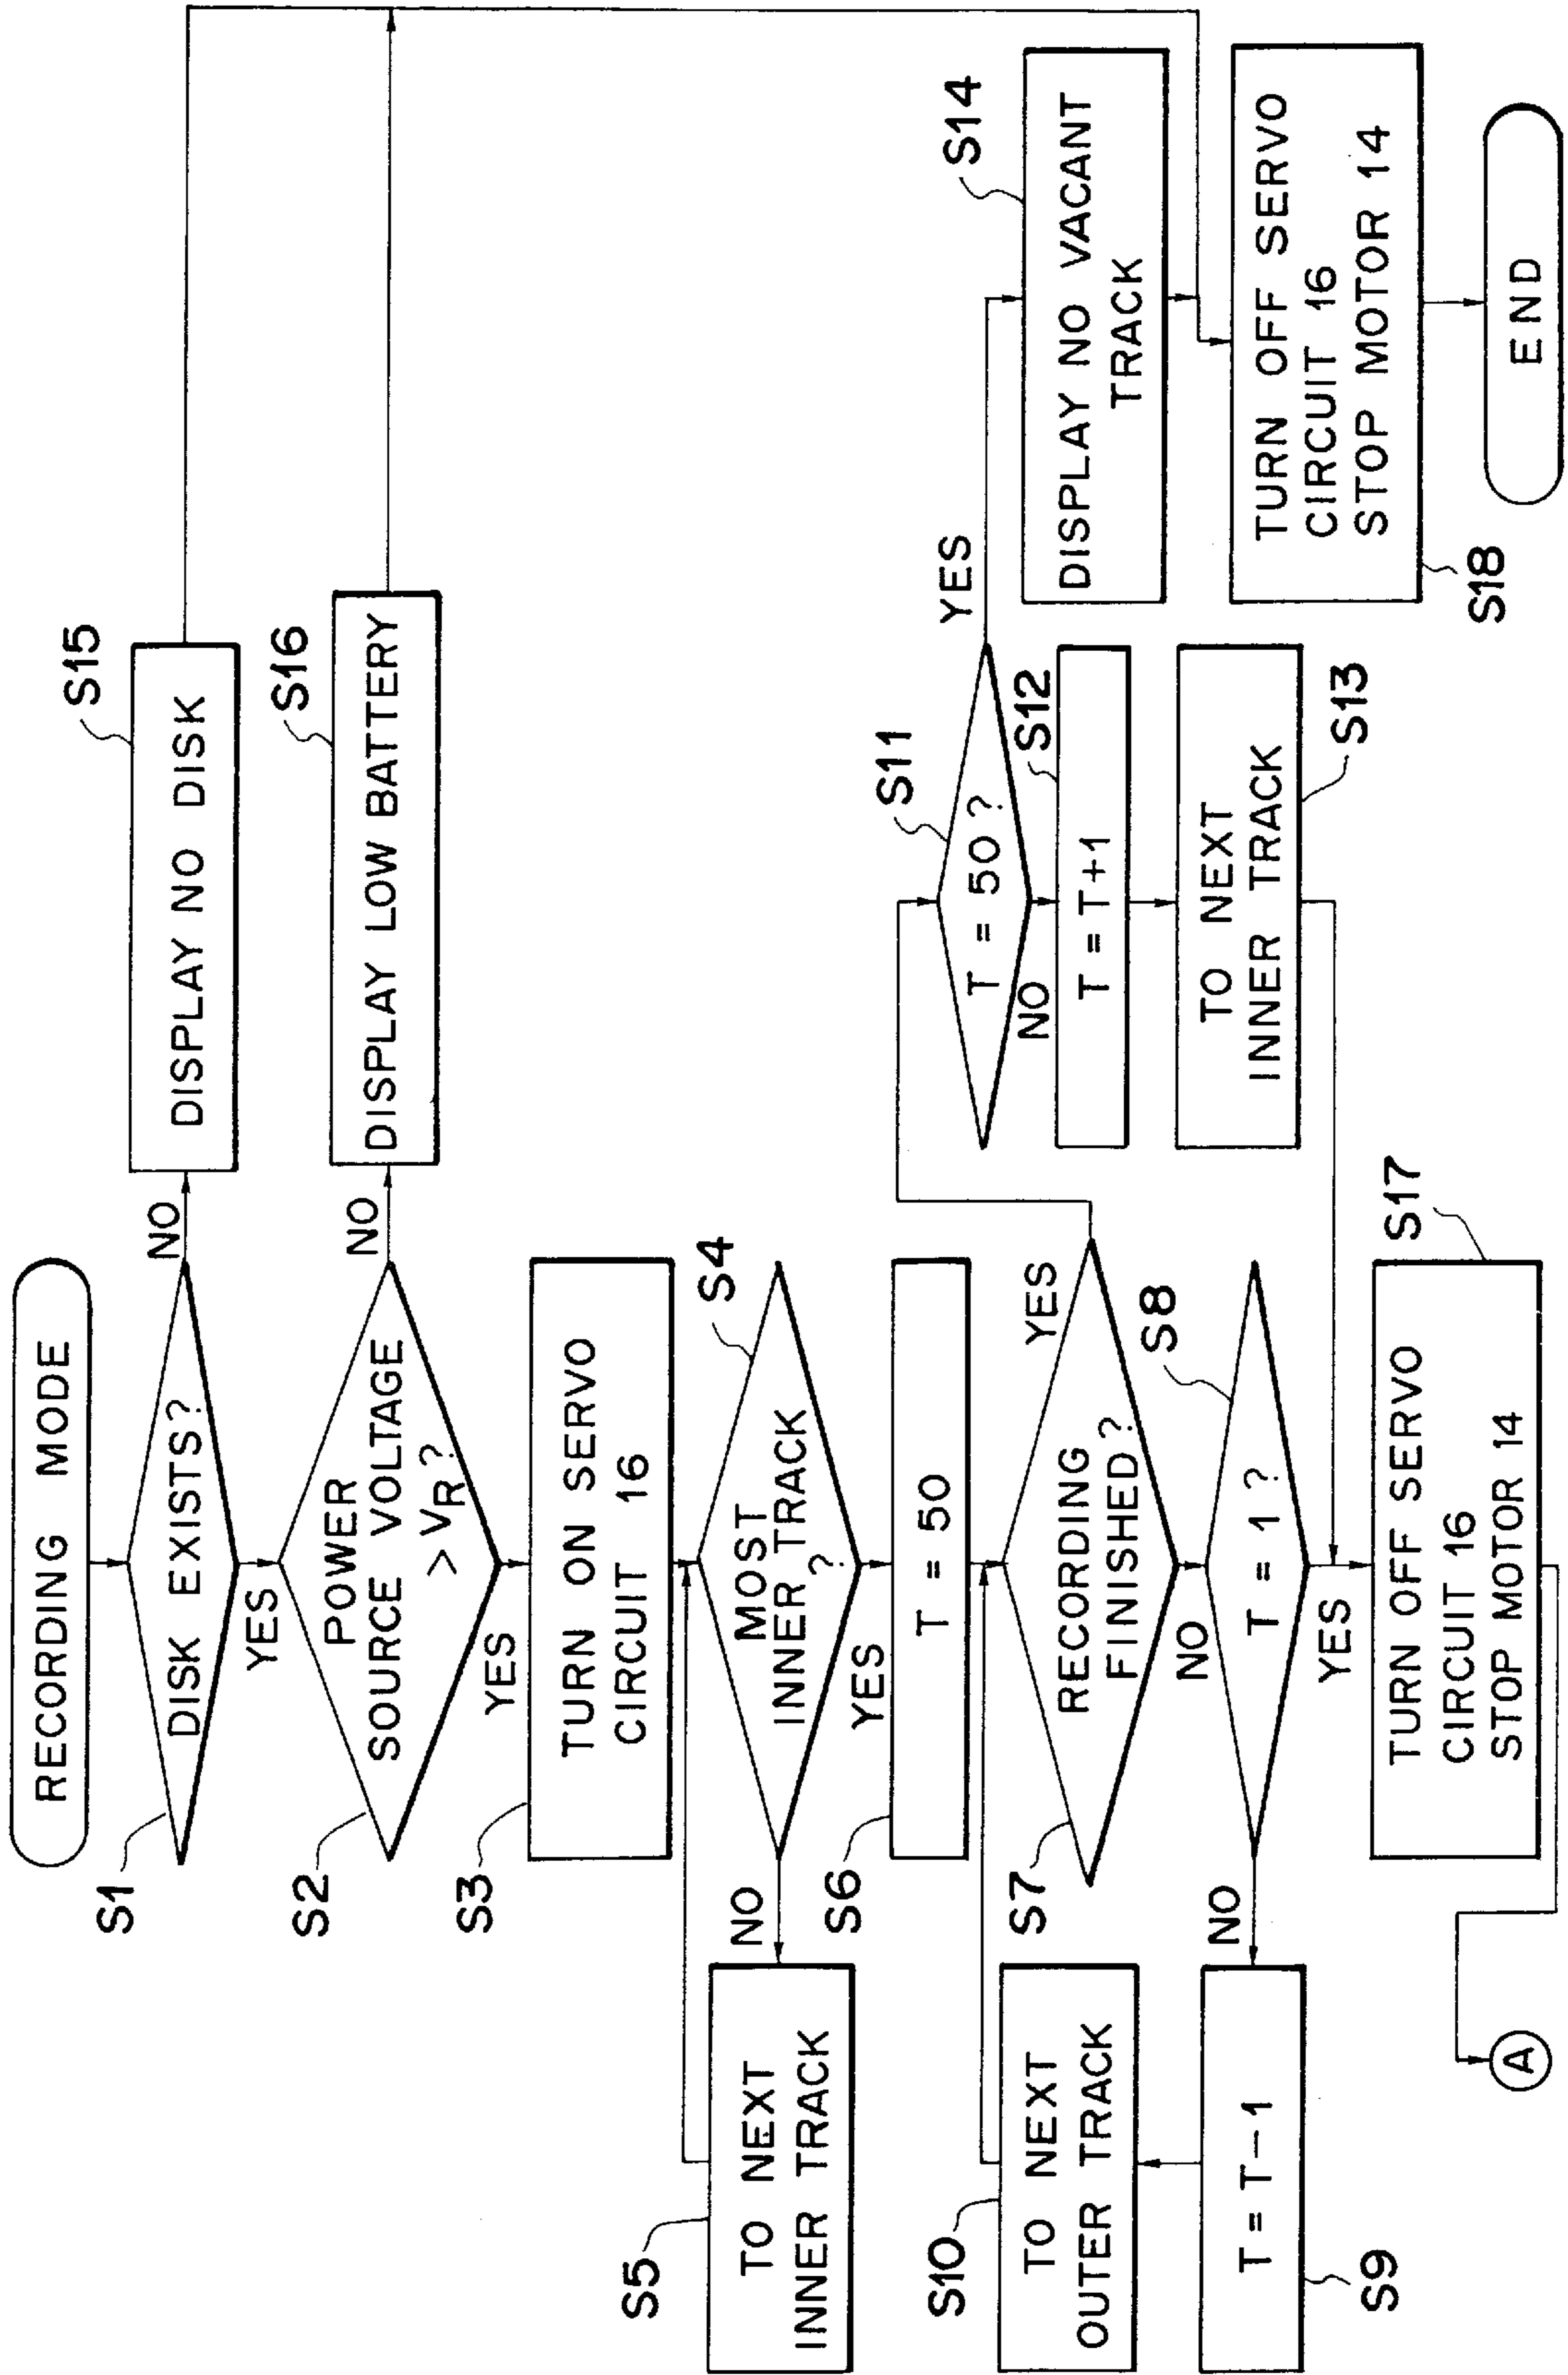 RECORDING MODE
S1
DISK EXISTS?
NO
YES
S15
DISPLAY NO DISK
S2
POWER
SOURCE VOLTAGE
> VR?
NO
YES
S16
DISPLAY LOW BATTERY
S3
TURN ON SERVO
CIRCUIT 16
S4
MOST
INNER TRACK
?
NO
YES
S5
TO NEXT
INNER TRACK
S6
T = 50
S7
RECORDING
FINISHED?
YES
NO
S8
T = 1 ?
NO
YES
S9
T = T-1
S10
TO NEXT
OUTER TRACK
S11
T = 50 ?
YES
NO
S12
T = T+1
S13
TO NEXT
INNER TRACK
S14
DISPLAY NO VACANT
TRACK
S17
TURN OFF SERVO
CIRCUIT 16
STOP MOTOR 14
A
S18
TURN OFF SERVO
CIRCUIT 16
STOP MOTOR 14
END